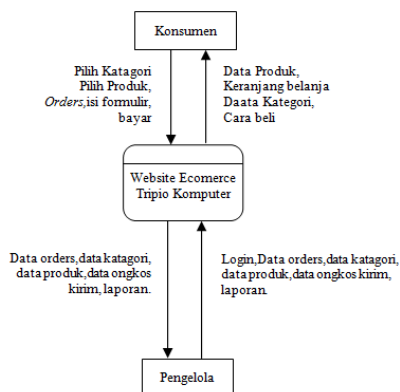 Konsumen
Pilih Katagori
Pilih Produk,
Orders,isi formulir,
bayar
Data Produk,
Keranjang belanja
Daata Kategori,
Cara beli
Website Ecomerce
Tripio Komputer
Data orders,data katagori,
data produk,data ongkos
kirim, laporan.
Login,Data orders,data katagori,
data produk,data ongkos kirim,
laporan.
Pengelola